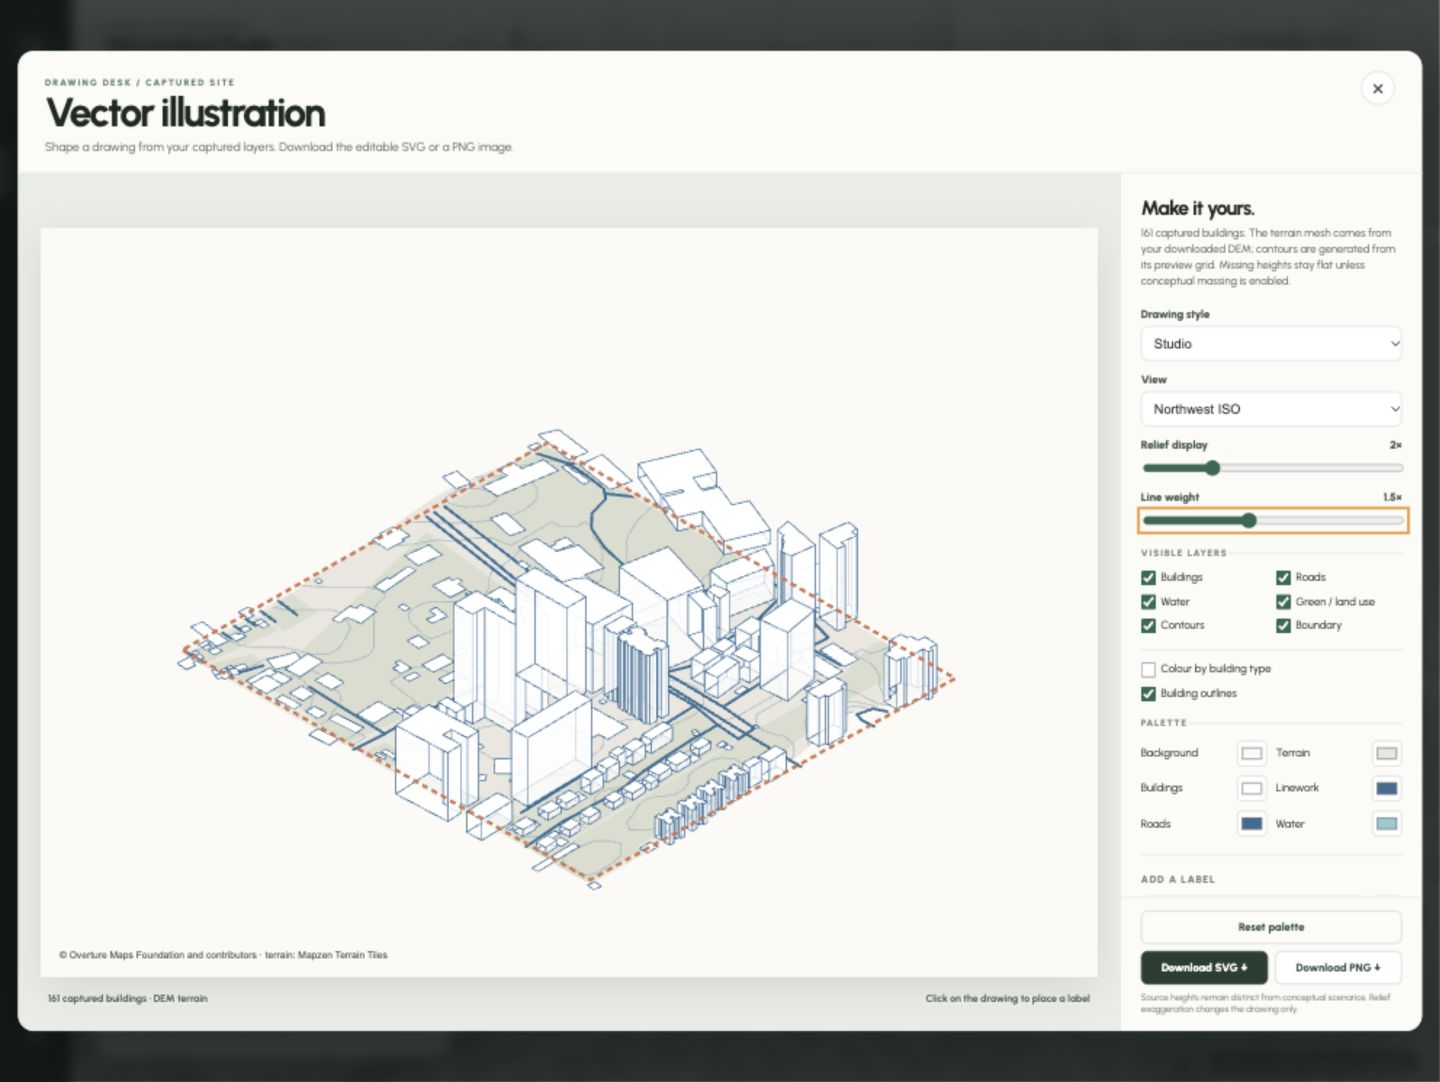 DRAWING DESK / CAPTURED SITE
Vector illustration
Shape a drawing from your captured layers. Download the editable SVG or a PNG image.
© Overture Maps Foundation and contributors · terrain: Mapzen Terrain Tiles
161 captured buildings · DEM terrain
Click on the drawing to place a label
Make it yours.
161 captured buildings. The terrain mesh comes from
your downloaded DEM; contours are generated from
its preview grid. Missing heights stay flat unless
conceptual massing is enabled.
Drawing style
Studio
View
Northwest ISO
Relief display 2×
Line weight 1.5×
VISIBLE LAYERS
Buildings Roads
Water Green / land use
Contours Boundary
Colour by building type
Building outlines
PALETTE
Background Terrain
Buildings Linework
Roads Water
ADD A LABEL
Reset palette
Download SVG ↓ Download PNG ↓
Source heights remain distinct from conceptual scenarios. Relief
exaggeration changes the drawing only.